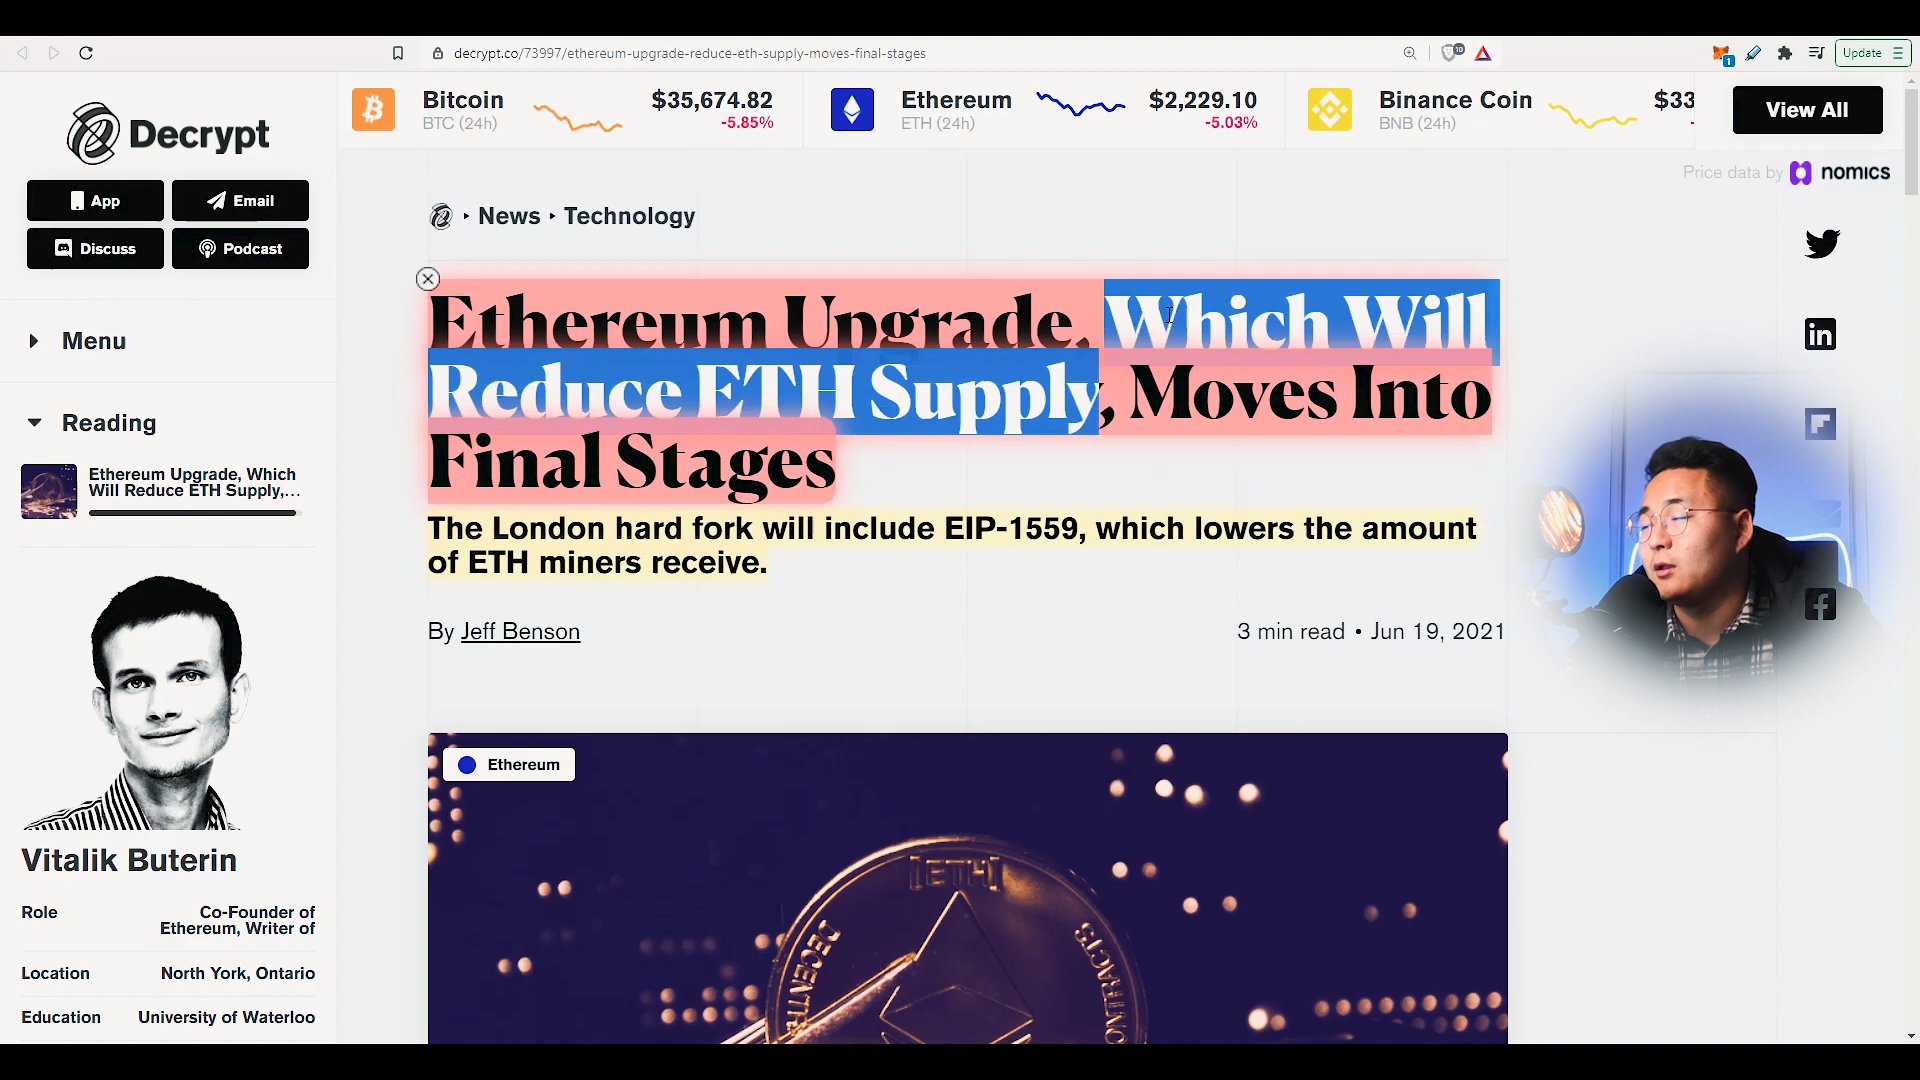 decrypt.co/73997/ethereum-upgrade-reduce-eth-supply-moves-final-stages
10
1
Update
Decrypt
App
Email
Discuss
Podcast
Menu
Reading
Ethereum Upgrade, Which
Will Reduce ETH Supply,...
Vitalik Buterin
Role
Co-Founder of
Ethereum, Writer of
Location
North York, Ontario
Education
University of Waterloo
Bitcoin
BTC (24h)
$35,674.82
-5.85%
Ethereum
ETH (24h)
$2,229.10
-5.03%
Binance Coin
BNB (24h)
$33
-
View All
Price data by nomics
News
Technology
Ethereum Upgrade, Which Will
Reduce ETH Supply, Moves Into
Final Stages
The London hard fork will include EIP-1559, which lowers the amount
of ETH miners receive.
By Jeff Benson
3 min read • Jun 19, 2021
Ethereum
[ETH]
DECENTR
ONTRACTS